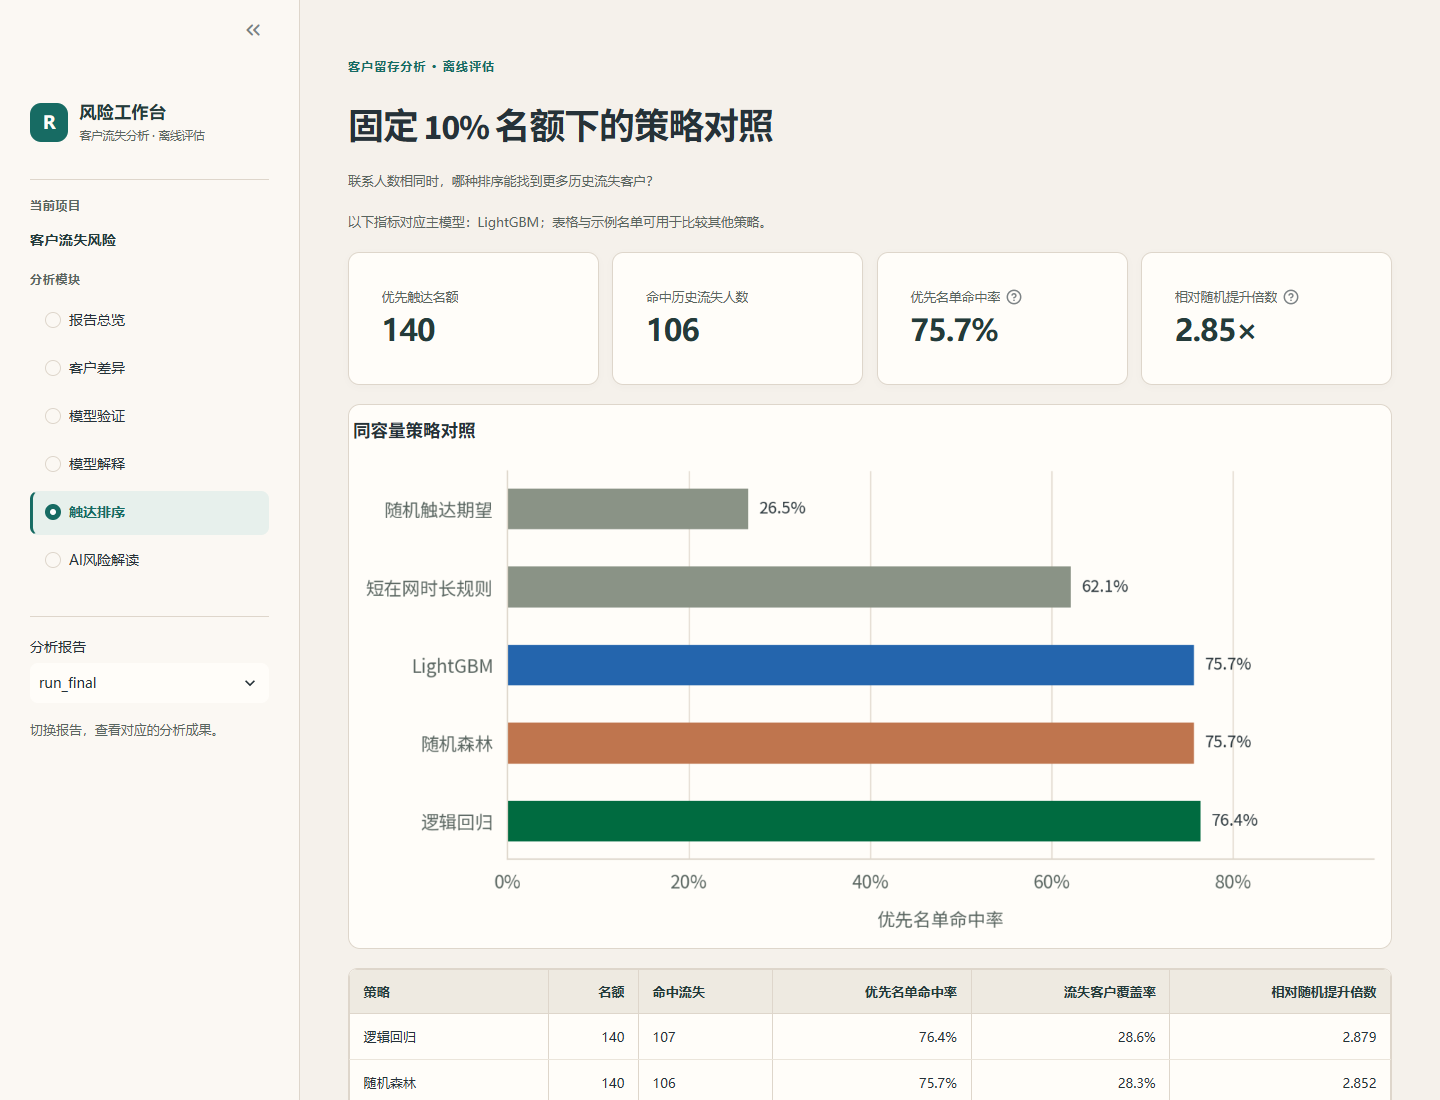 R
风险工作台
客户流失分析 · 离线评估
当前项目
客户流失风险
分析模块
报告总览
客户差异
模型验证
模型解释
触达排序
AI风险解读
分析报告
run_final
切换报告，查看对应的分析成果。
客户留存分析 • 离线评估
固定 10% 名额下的策略对照
联系人数相同时，哪种排序能找到更多历史流失客户？
以下指标对应主模型：LightGBM；表格与示例名单可用于比较其他策略。
优先触达名额
140
命中历史流失人数
106
优先名单命中率
75.7%
相对随机提升倍数
2.85×
同容量策略对照
随机触达期望 26.5%
短在网时长规则 62.1%
LightGBM 75.7%
随机森林 75.7%
逻辑回归 76.4%
0% 20% 40% 60% 80%
优先名单命中率
策略 名额 命中流失 优先名单命中率 流失客户覆盖率 相对随机提升倍数
逻辑回归 140 107 76.4% 28.6% 2.879
随机森林 140 106 75.7% 28.3% 2.852